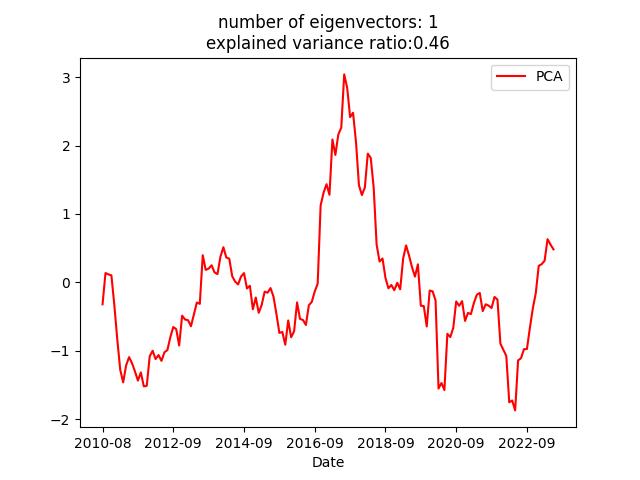 number of eigenvectors: 1
explained variance ratio:0.46
PCA
3
2
1
0
−1
−2
2010-08 2012-09 2014-09 2016-09 2018-09 2020-09 2022-09
Date